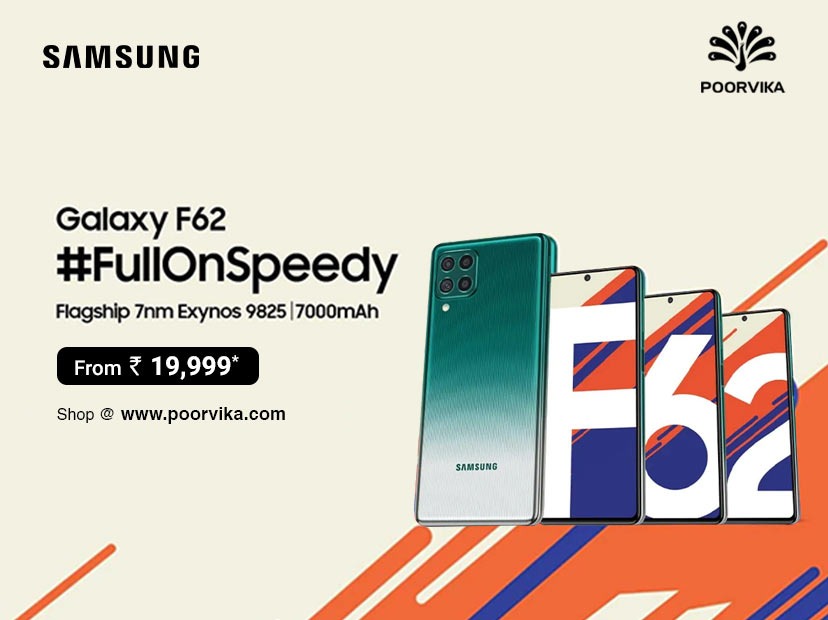 SAMSUNG
POORVIKA
Galaxy F62
#FullOnSpeedy
Flagship 7nm Exynos 9825|7000mAh
From ₹ 19,999*
Shop @ www.poorvika.com
SAMSUNG
F62